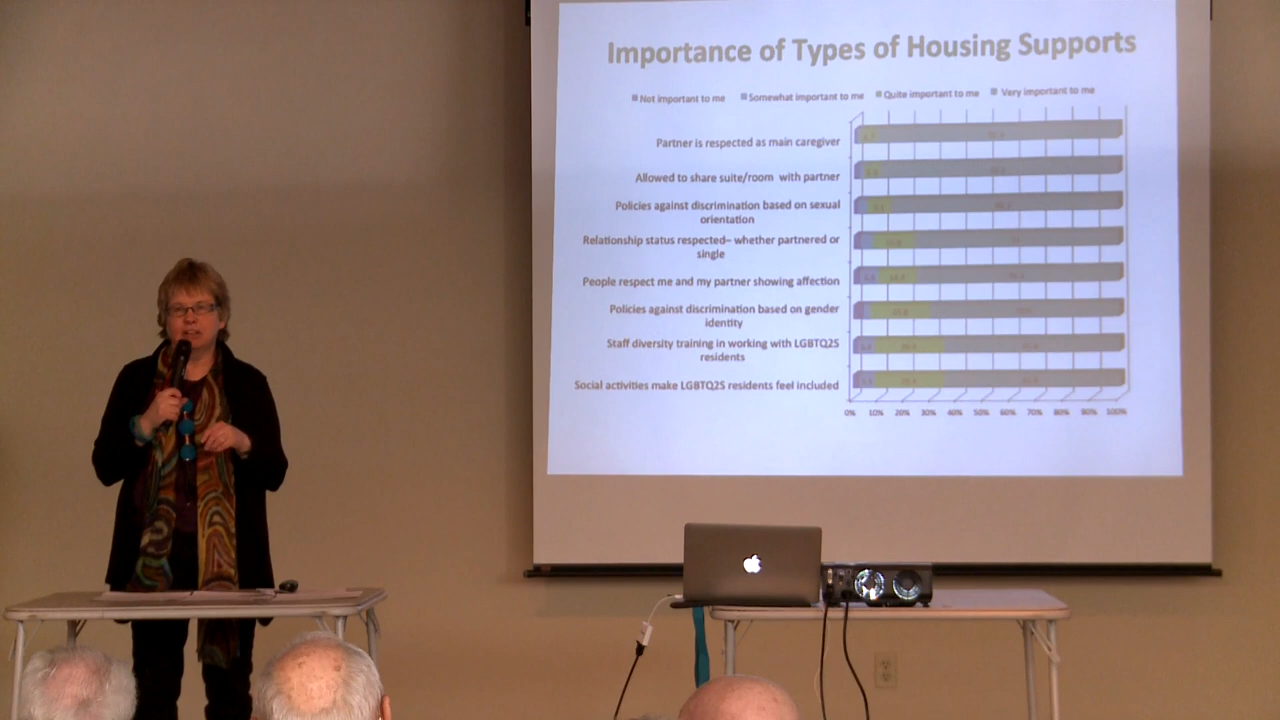 Importance of Types of Housing Supports
Not important to me Somewhat important to me Quite important to me Very important to me
Partner is respected as main caregiver
Allowed to share suite/room with partner
Policies against discrimination based on sexual
orientation
Relationship status respected– whether partnered or
single
People respect me and my partner showing affection
Policies against discrimination based on gender
identity
Staff diversity training in working with LGBTQ2S
residents
Social activities make LGBTQ2S residents feel included
0% 10% 20% 30% 40% 50% 60% 70% 80% 90% 100%